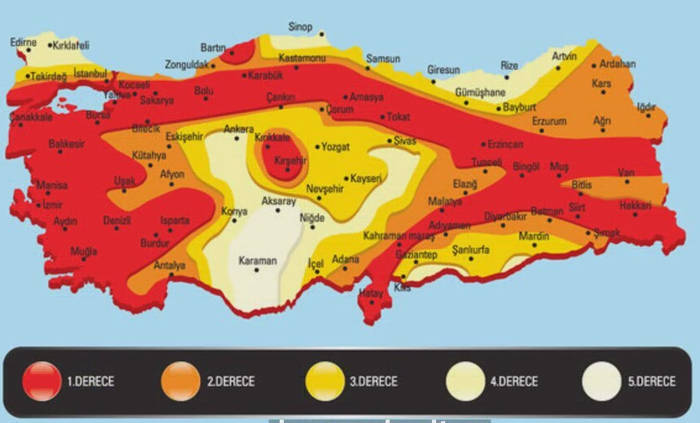 Sinop
Edirne
Kırklafeli
Bartın
Zonguldak
Kastamonu
Samsun
Artvin
Ardahan
Tekirdağ
İstanbul
Karabük
Giresun
Rize
Kocaeli
Yalova
Sakarya
Bolu
Çankırı
Amasya
Gümüşhane
Kars
Çorum
Tokat
Bayburt
Iğdır
Çanakkale
Bursa
Bilecik
Erzurum
Ağrı
Balıkesir
Eskişehir
Ankara
Kırıkkale
Yozgat
Sivas
Erzincan
Kütahya
Kırşehir
Tunceli
Bingöl
Muş
Van
Manisa
Uşak
Afyon
Kayseri
Nevşehir
Elazığ
Bitlis
İzmir
Aksaray
Malatya
Siirt
Hakkari
Aydın
Denizli
Isparta
Konya
Niğde
Adıyaman
Diyarbakır
Batman
Şırnak
Burdur
Kahraman maraş
Mardin
Muğla
Antalya
Karaman
İçel
Adana
Gaziantep
Şanlıurfa
Hatay
Kilis
1.DERECE
2.DERECE
3.DERECE
4.DERECE
5.DERECE